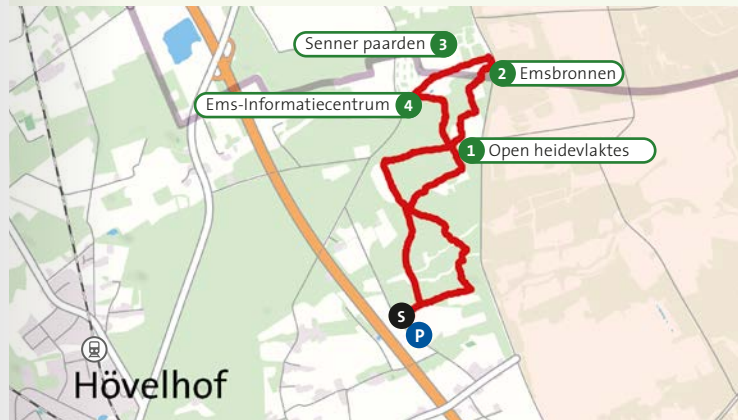 Senner paarden 3
2 Emsbronnen
Ems-Informatiecentrum 4
1 Open heidevlaktes
S
P
Hövelhof